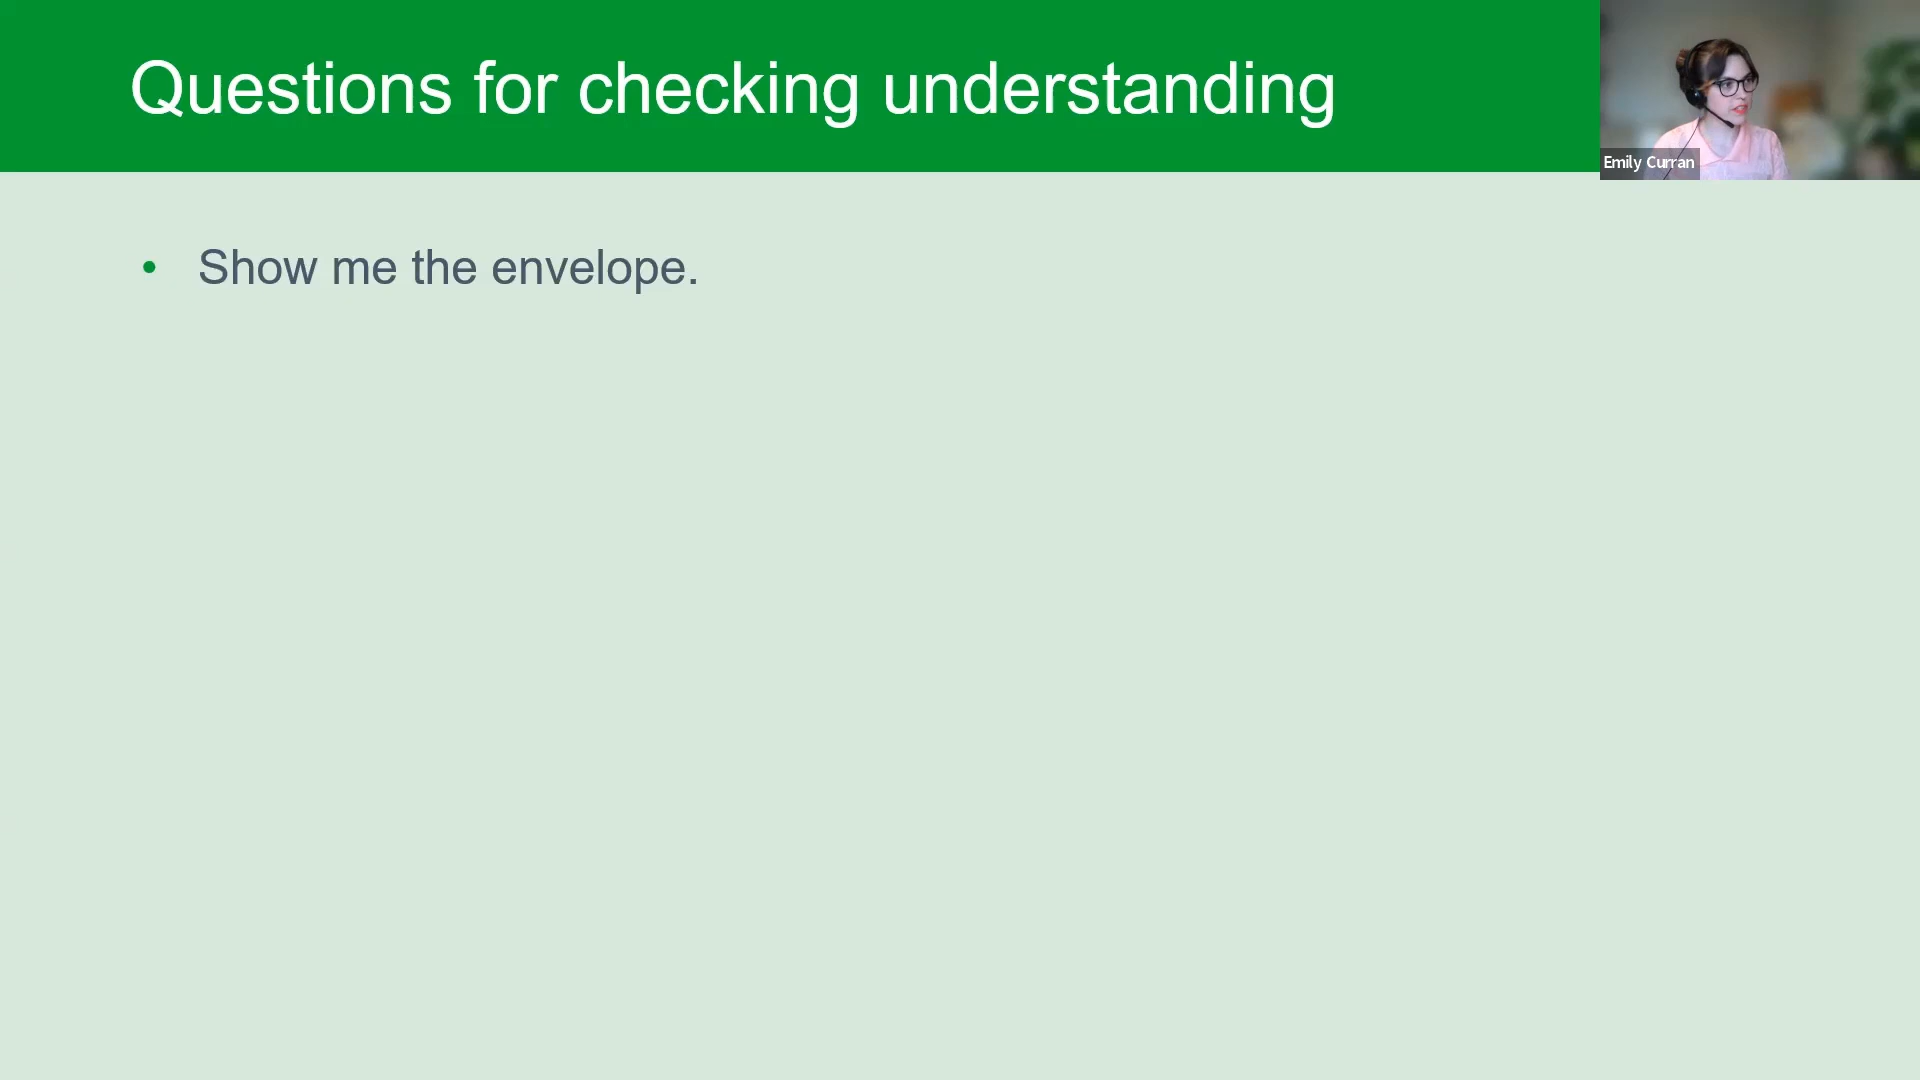 Questions for checking understanding
Emily Curran
• Show me the envelope.